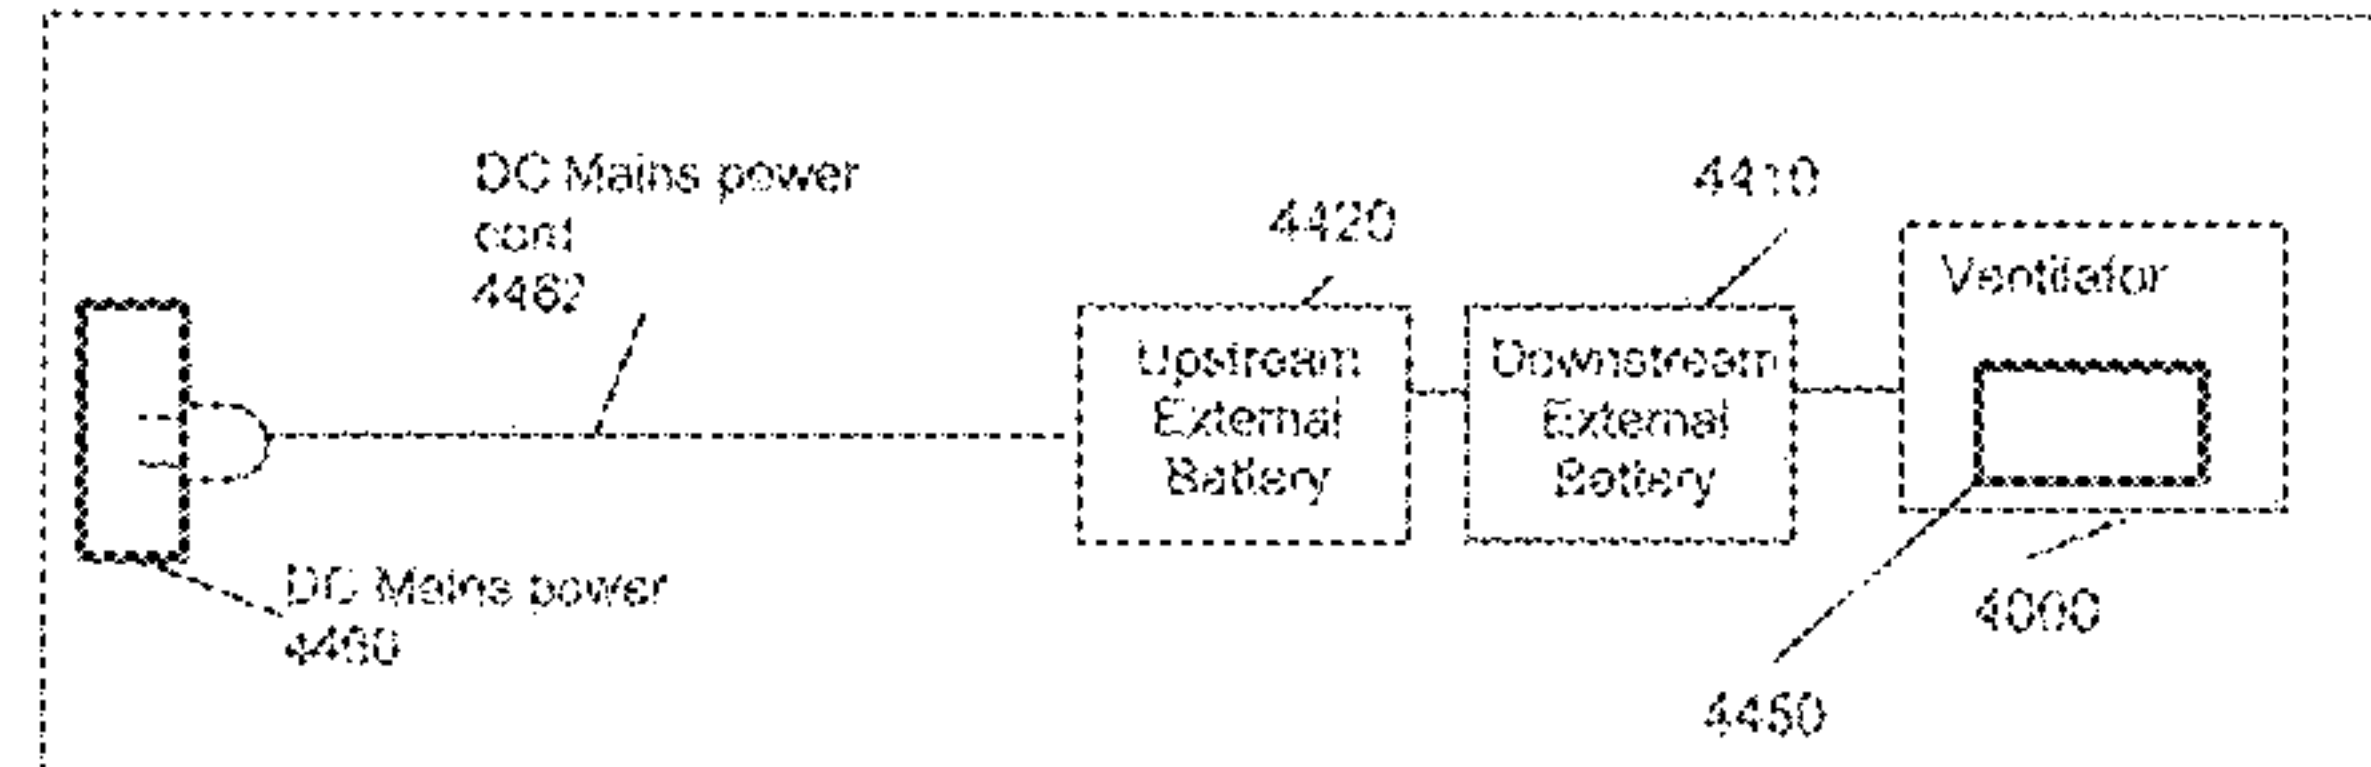 DC Mains power
cord
4462
4420
4410
Ventilator
Upstream
External
Battery
Downstream
External
Battery
DC Mains power
4460
4000
4450